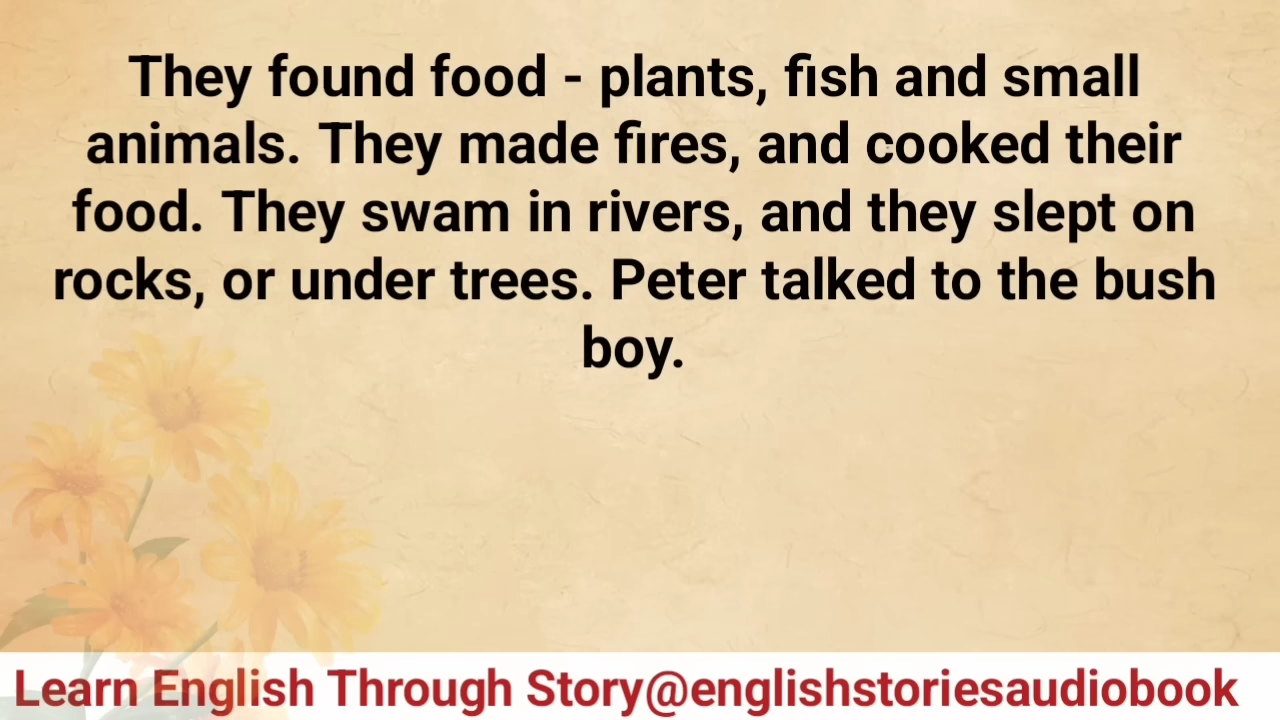 They found food - plants, fish and small
animals. They made fires, and cooked their
food. They swam in rivers, and they slept on
rocks, or under trees. Peter talked to the bush
boy.
Learn English Through Story@englishstoriesaudiobook